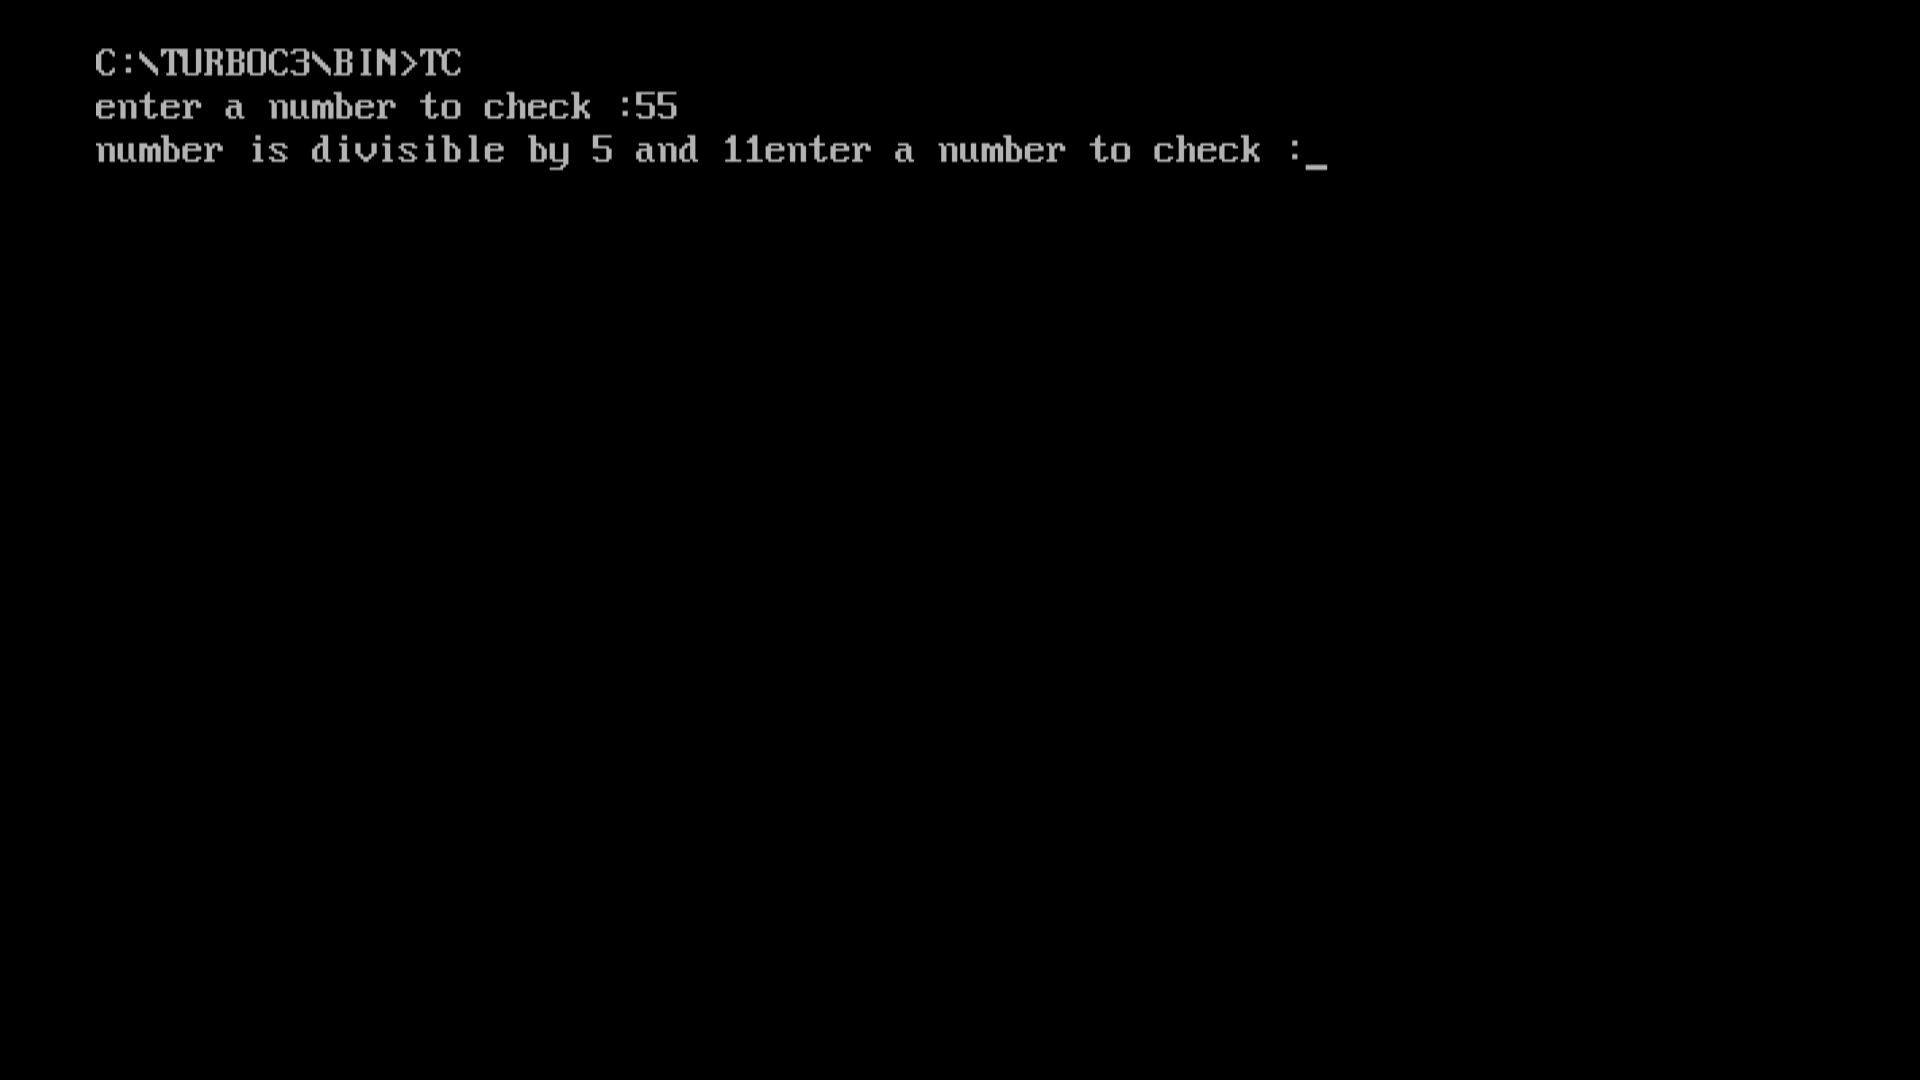 C:\TURBOC3\BIN>TC
enter a number to check :55
number is divisible by 5 and 11enter a number to check :_